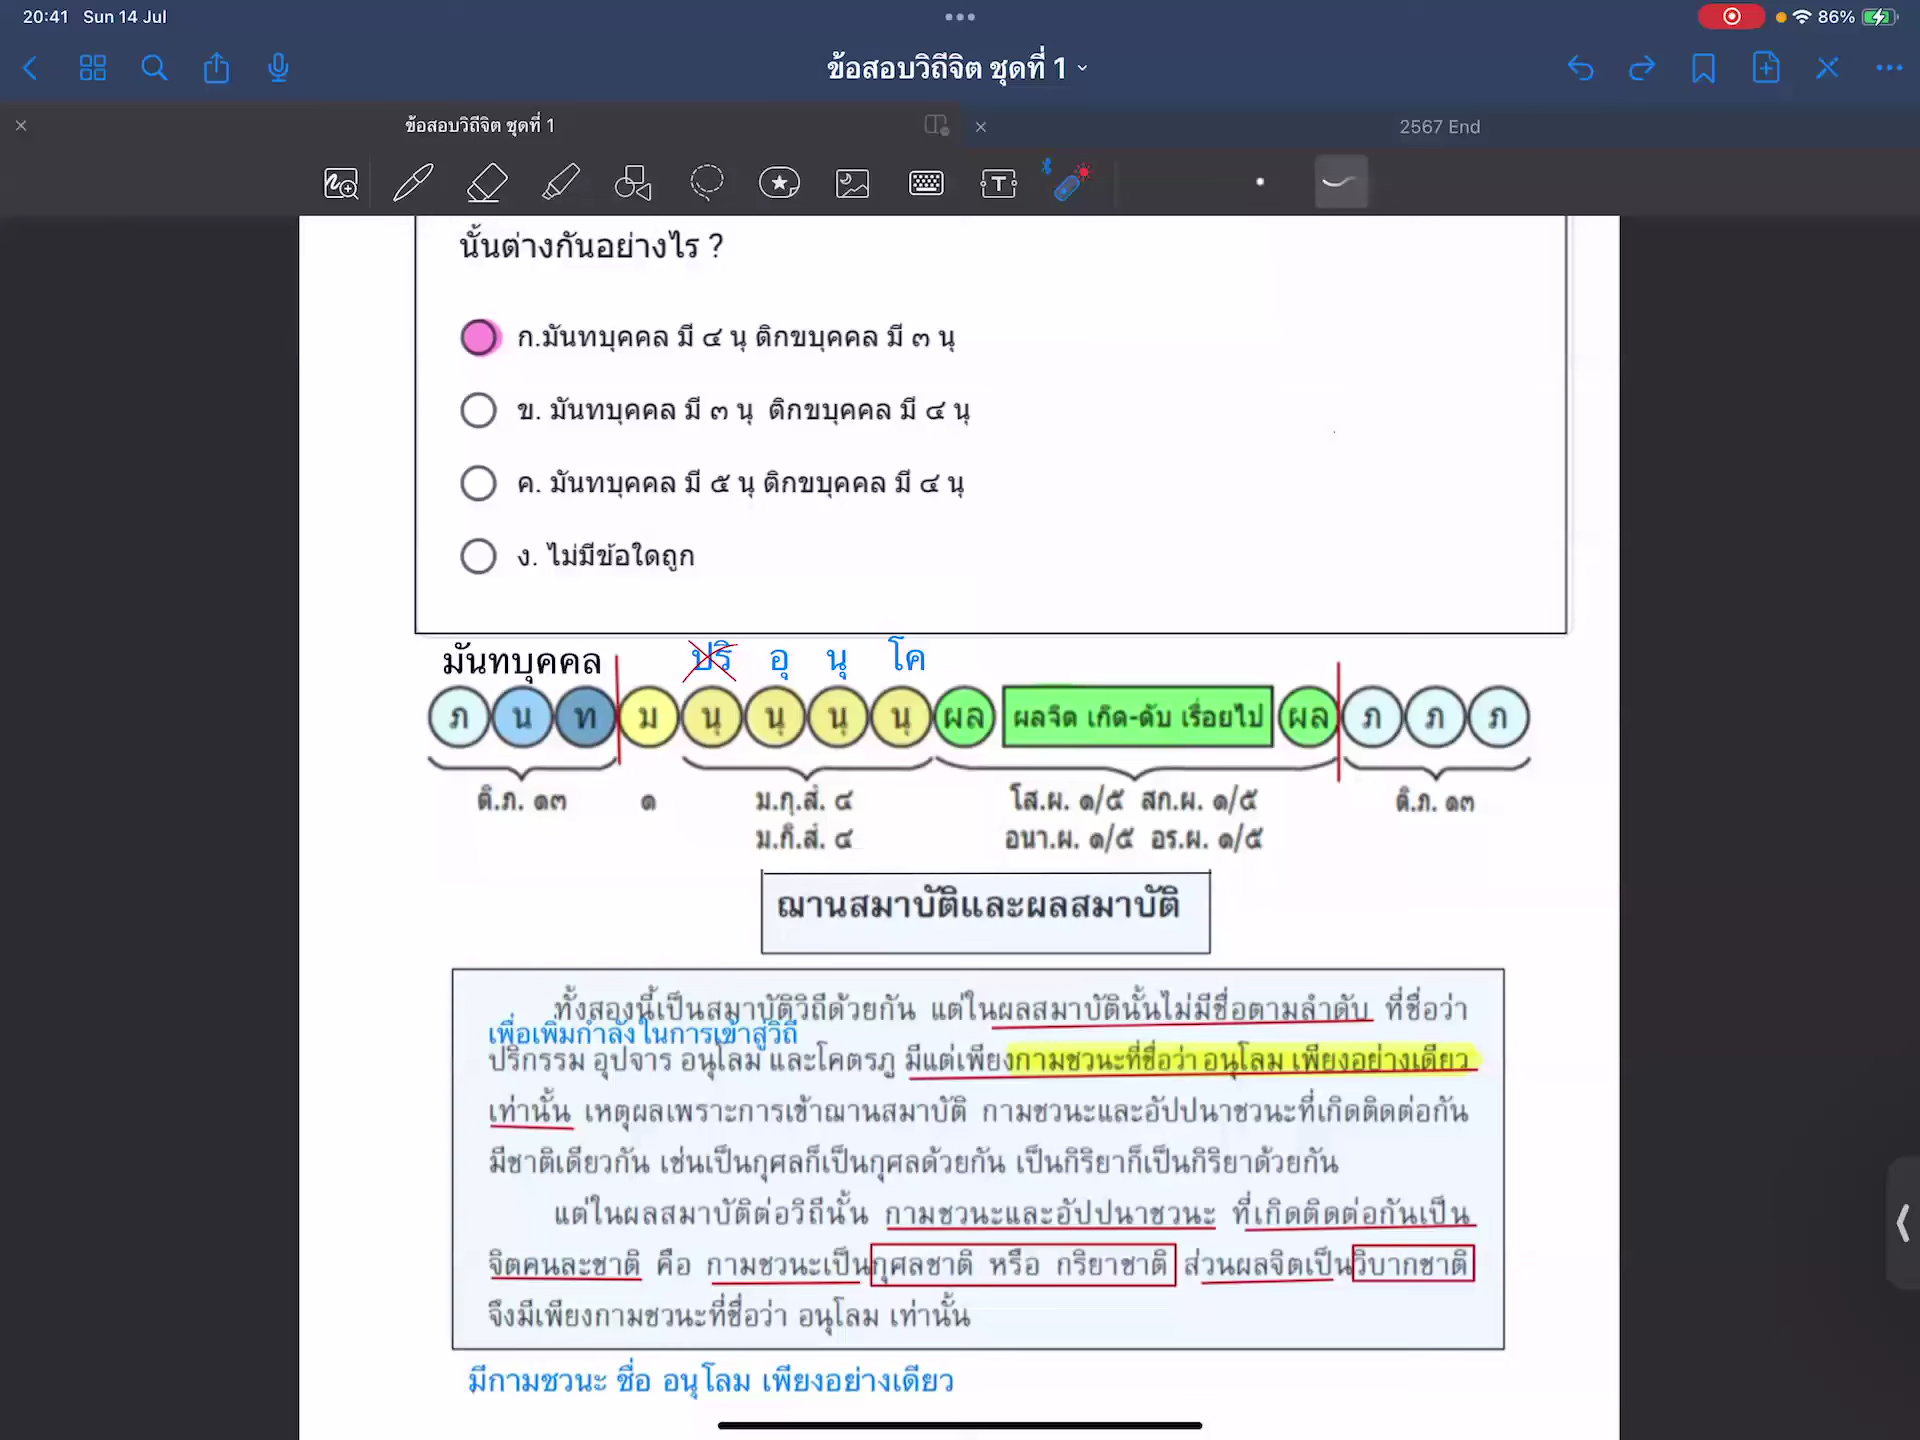 20:41 Sun 14 Jul
86%
ข้อสอบวิถีจิต ชุดที่ 1
ข้อสอบวิถีจิต ชุดที่ 1
2567 End
นั้นต่างกันอย่างไร ?
ก.มันทบุคคล มี ๔ นุ ติกขบุคคล มี ๓ นุ
ข. มันทบุคคล มี ๓ นุ ติกขบุคคล มี ๔ นุ
ค. มันทบุคคล มี ๕ นุ ติกขบุคคล มี ๔ นุ
ง. ไม่มีข้อใดถูก
มันทบุคคล ปริ อุ นุ โค
ภ น ท ม นุ นุ นุ นุ ผล ผลจิต เกิด-ดับ เรื่อยไป ผล ภ ภ ภ
ติ.ภ. ๑๓ ๑ ม.กุ.สํ. ๔ โส.ผ. ๑/๕ สก.ผ. ๑/๕ ติ.ภ. ๑๓
ม.กิ.สํ. ๔ อนา.ผ. ๑/๕ อร.ผ. ๑/๕
ฌานสมาบัติและผลสมาบัติ
ทั้งสองนี้เป็นสมาบัติวิถีด้วยกัน แต่ในผลสมาบัตินั้นไม่มีชื่อตามลำดับ ที่ชื่อว่า
เพื่อเพิ่มกำลังในการเข้าสู่วิถี
ปริกรรม อุปจาร อนุโลม และโคตรภู มีแต่เพียงกามชวนะที่ชื่อว่า อนุโลม เพียงอย่างเดียว
เท่านั้น เหตุผลเพราะการเข้าฌานสมาบัติ กามชวนะและอัปปนาชวนะที่เกิดติดต่อกัน
มีชาติเดียวกัน เช่นเป็นกุศลก็เป็นกุศลด้วยกัน เป็นกิริยาก็เป็นกิริยาด้วยกัน
แต่ในผลสมาบัติต่อวิถีนั้น กามชวนะและอัปปนาชวนะ ที่เกิดติดต่อกันเป็น
จิตคนละชาติ คือ กามชวนะเป็นกุศลชาติ หรือ กริยาชาติ ส่วนผลจิตเป็นวิบากชาติ
จึงมีเพียงกามชวนะที่ชื่อว่า อนุโลม เท่านั้น
มีกามชวนะ ชื่อ อนุโลม เพียงอย่างเดียว